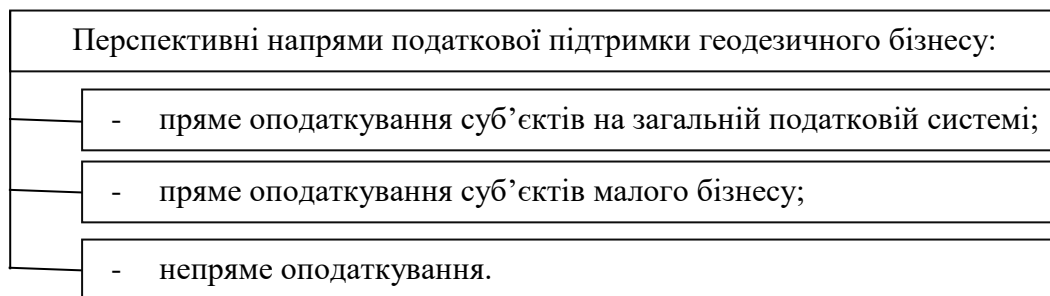 Перспективні напрями податкової підтримки геодезичного бізнесу:
- пряме оподаткування суб’єктів на загальній податковій системі;
- пряме оподаткування суб’єктів малого бізнесу;
- непряме оподаткування.